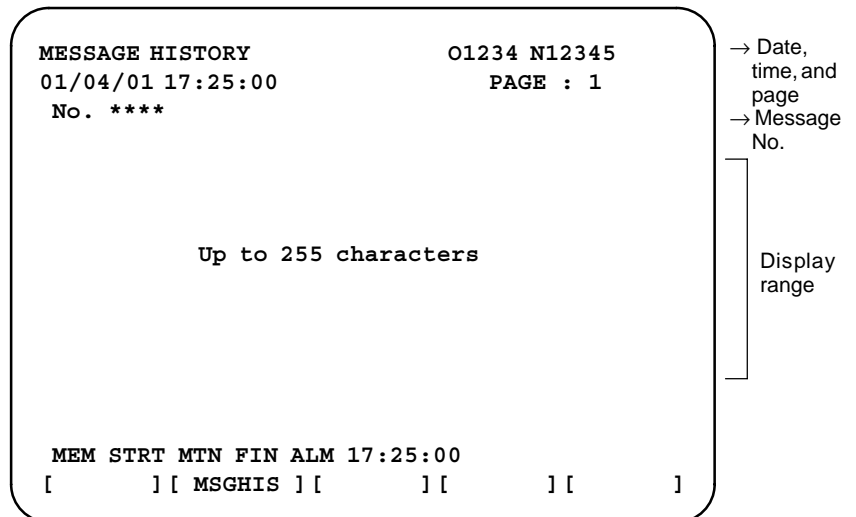 MESSAGE HISTORY O1234 N12345
01/04/01 17:25:00 PAGE : 1
No. ****
→ Date, time, and page
→ Message No.
Up to 255 characters
Display range
MEM STRT MTN FIN ALM 17:25:00
[ ] [ MSGHIS ] [ ] [ ] [ ]